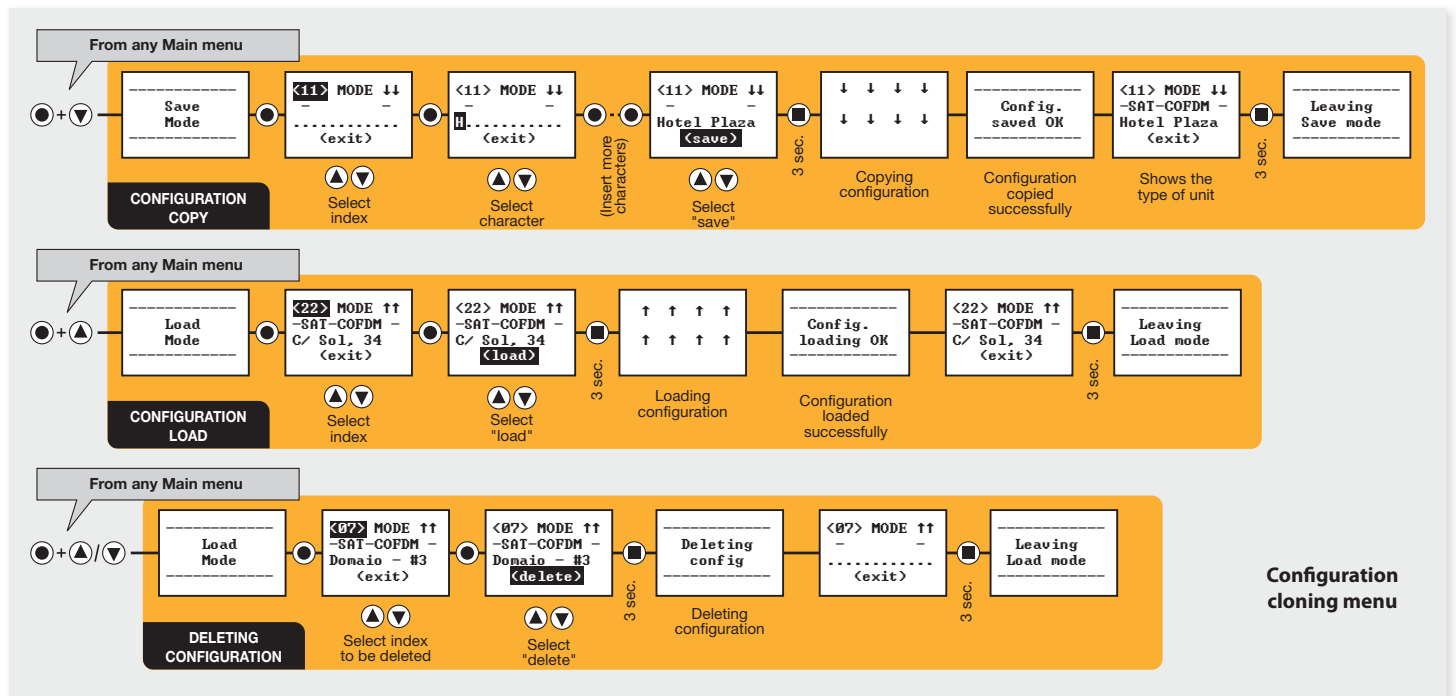 From any Main menu
Save
Mode
<11> MODE ↓↓
- -
............
(exit)
<11> MODE ↓↓
- -
H...........
(exit)
<11> MODE ↓↓
- -
Hotel Plaza
(save)
↓ ↓ ↓ ↓
↓ ↓ ↓ ↓
Config.
saved OK
<11> MODE ↓↓
-SAT-COFDM -
Hotel Plaza
(exit)
Leaving
Save mode
+
Select
index
Select
character
(Insert more
characters)
Select
"save"
3 sec.
Copying
configuration
Configuration
copied
successfully
Shows the
type of unit
3 sec.
CONFIGURATION
COPY
From any Main menu
Load
Mode
<22> MODE ↑↑
-SAT-COFDM -
C/ Sol, 34
(exit)
<22> MODE ↑↑
-SAT-COFDM -
C/ Sol, 34
(load)
↑ ↑ ↑ ↑
↑ ↑ ↑ ↑
Config.
loading OK
<22> MODE ↑↑
-SAT-COFDM -
C/ Sol, 34
(exit)
Leaving
Load mode
+
Select
index
Select
"load"
3 sec.
Loading
configuration
Configuration
loaded
successfully
3 sec.
CONFIGURATION
LOAD
From any Main menu
Load
Mode
<07> MODE ↑↑
-SAT-COFDM -
Domaio - #3
(exit)
<07> MODE ↑↑
-SAT-COFDM -
Domaio - #3
(delete)
Deleting
config
<07> MODE ↑↑
- -
............
(exit)
Leaving
Load mode
+ /
Select index
to be deleted
Select
"delete"
3 sec.
Deleting
configuration
3 sec.
DELETING
CONFIGURATION
Configuration
cloning menu